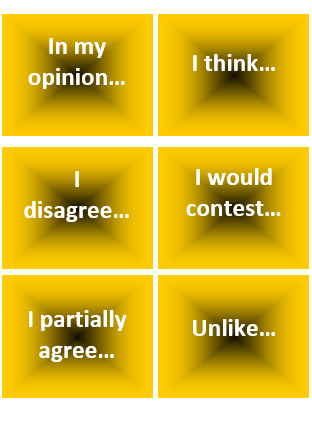 In my
opinion…
I think…
I
disagree…
I would
contest…
I partially
agree…
Unlike…